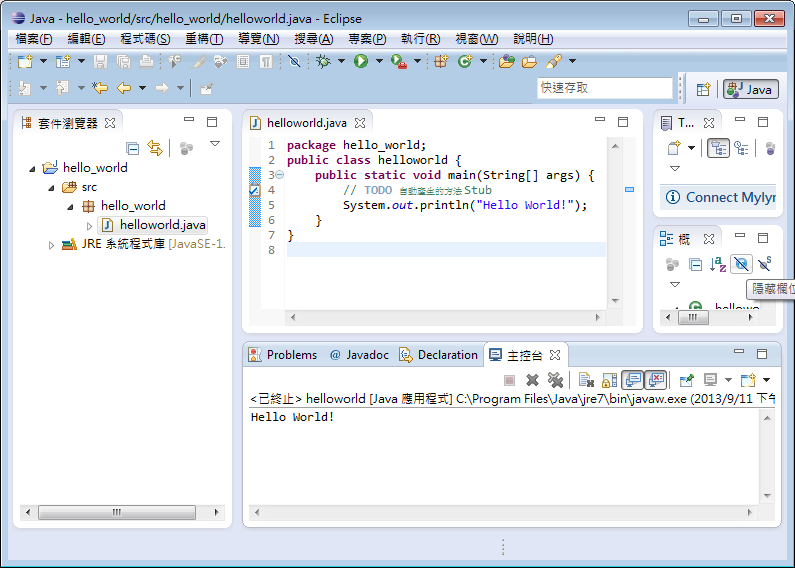 Java - hello_world/src/hello_world/helloworld.java - Eclipse
檔案(F) 編輯(E) 程式碼(S) 重構(T) 導覽(N) 搜尋(A) 專案(P) 執行(R) 視窗(W) 說明(H)
快速存取
Java
套件瀏覽器
hello_world
src
hello_world
helloworld.java
JRE 系統程式庫 [JavaSE-1.
helloworld.java
1 package hello_world;
2 public class helloworld {
3 public static void main(String[] args) {
4 // TODO 自動產生的方法 Stub
5 System.out.println("Hello World!");
6 }
7 }
8
T...
Connect Mylyn
概
隱藏欄位
Problems @ Javadoc Declaration 主控台
<已終止> helloworld [Java 應用程式] C:\Program Files\Java\jre7\bin\javaw.exe (2013/9/11 下午
Hello World!